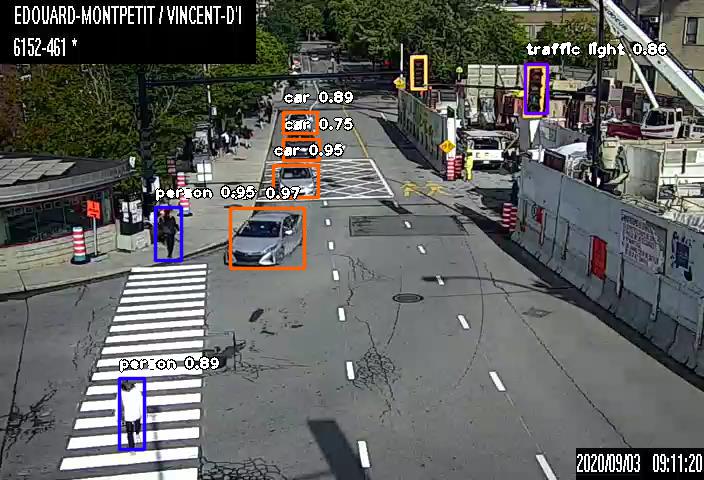 EDOUARD-MONTPETIT / VINCENT-D'I
6152-461 *
traffic light 0.86
car 0.89
car 0.75
car 0.95
person 0.95 0.97
person 0.89
2020/09/03 09:11:20